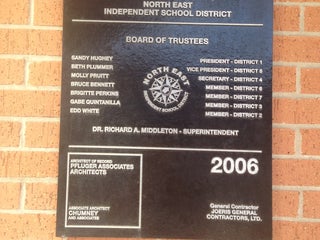 NORTH EAST
INDEPENDENT SCHOOL DISTRICT
BOARD OF TRUSTEES
SANDY HUGHEY PRESIDENT - DISTRICT 1
BETH PLUMMER VICE PRESIDENT - DISTRICT 6
MOLLY PRUITT SECRETARY - DISTRICT 4
BRUCE BENNETT MEMBER - DISTRICT 5
BRIGITTE PERKINS MEMBER - DISTRICT 7
GABE QUINTANILLA MEMBER - DISTRICT 3
EDD WHITE MEMBER - DISTRICT 2
NORTH EAST
INDEPENDENT SCHOOL DISTRICT
DR. RICHARD A. MIDDLETON - SUPERINTENDENT
ARCHITECT OF RECORD
PFLUGER ASSOCIATES
ARCHITECTS
ASSOCIATE ARCHITECT
CHUMNEY
AND ASSOCIATES
2006
General Contractor
JOERIS GENERAL
CONTRACTORS, LTD.